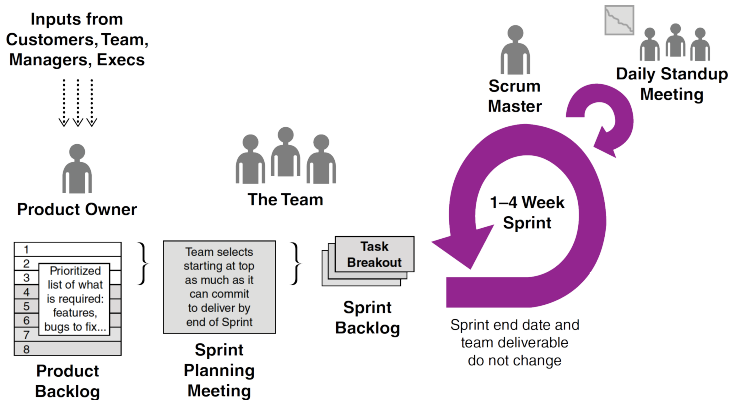 Inputs from
Customers, Team,
Managers, Execs
Product Owner
1
2
3
4
5
6
7
8
Prioritized
list of what
is required:
features,
bugs to fix...
Product
Backlog
The Team
Team selects
starting at top
as much as it
can commit
to deliver by
end of Sprint
Sprint
Planning
Meeting
Task
Breakout
Sprint
Backlog
Scrum
Master
Daily Standup
Meeting
1–4 Week
Sprint
Sprint end date and
team deliverable
do not change